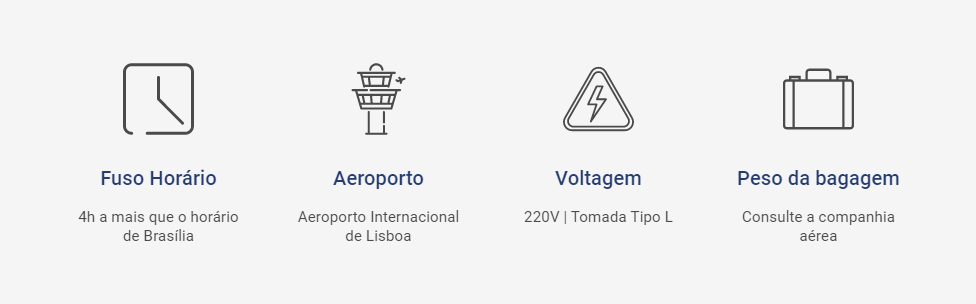 Fuso Horário
4h a mais que o horário
de Brasília
Aeroporto
Aeroporto Internacional
de Lisboa
Voltagem
220V | Tomada Tipo L
Peso da bagagem
Consulte a companhia
aérea